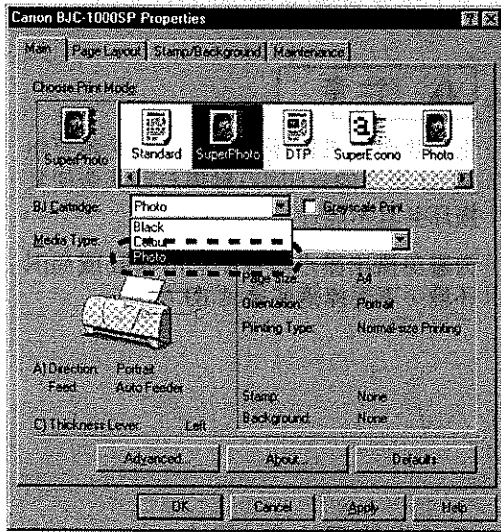 Canon BJC-1000SP Properties
Main Page Layout Stamp/Background Maintenance
Choose Print Mode:
SuperPhoto Standard SuperPhoto DTP SuperEcono Photo
BJ Cartridge: Photo Grayscale Print
Black
Colour
Media Type:
Photo
Page Size: A4
Orientation: Portrait
Printing Type: Normal-size Printing
A) Direction: Portrait
Feed: Auto Feeder
Stamp: None
Background: None
C) Thickness Lever: Left
Advanced... About... Defaults
OK Cancel Apply Help